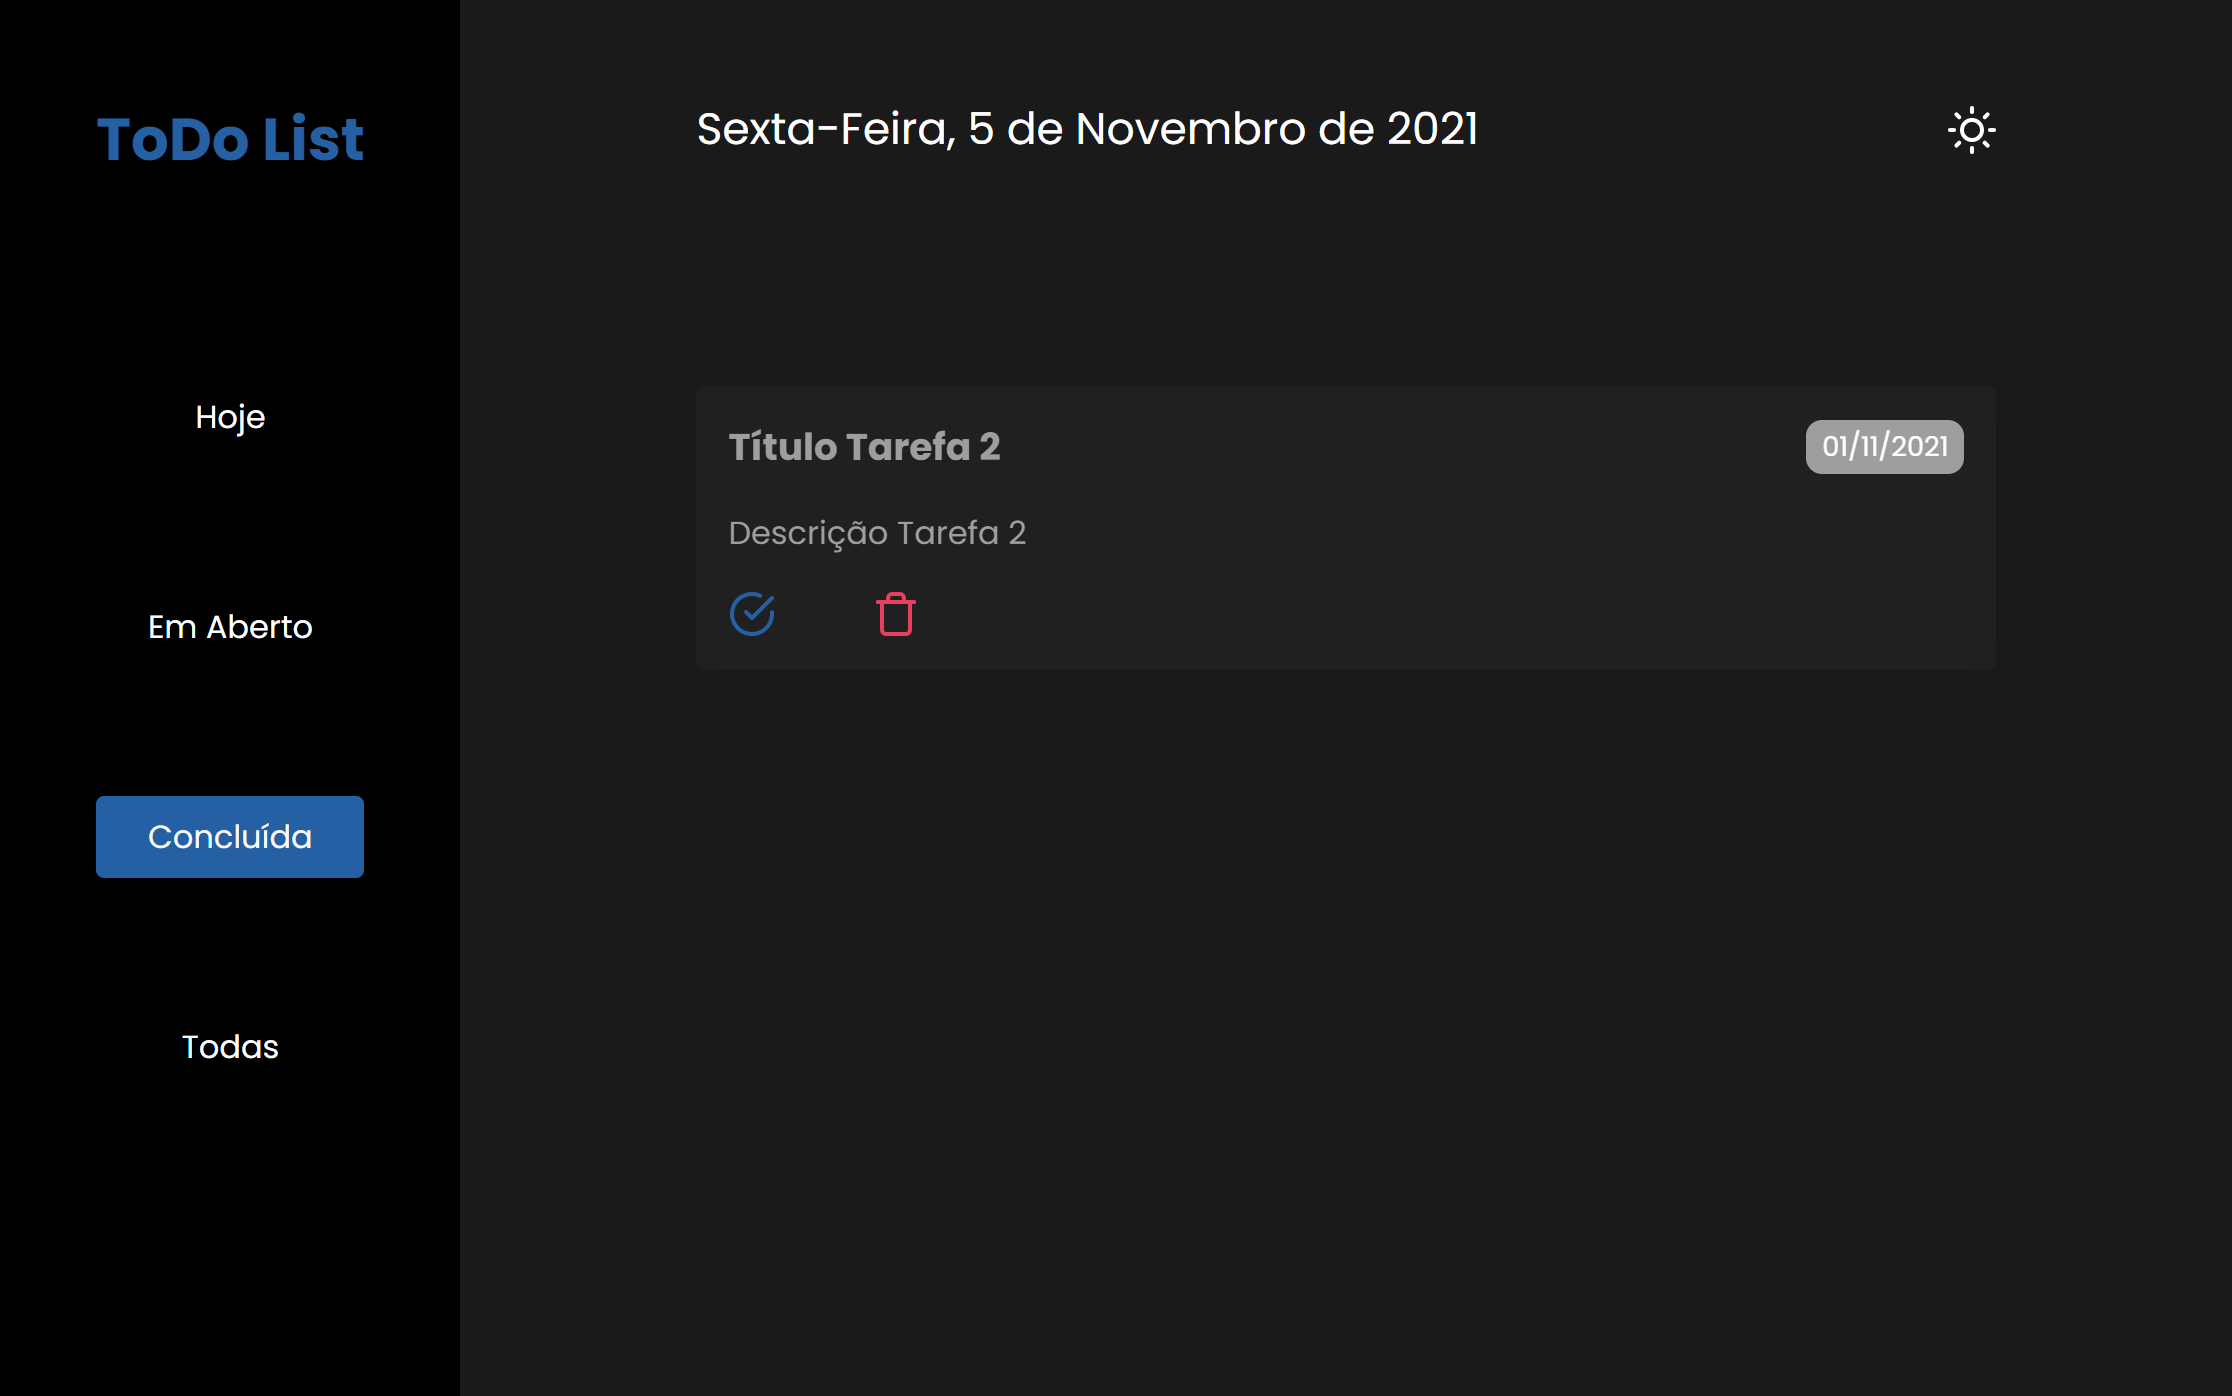 ToDo List
Hoje
Em Aberto
Concluída
Todas
Sexta-Feira, 5 de Novembro de 2021
Título Tarefa 2
01/11/2021
Descrição Tarefa 2